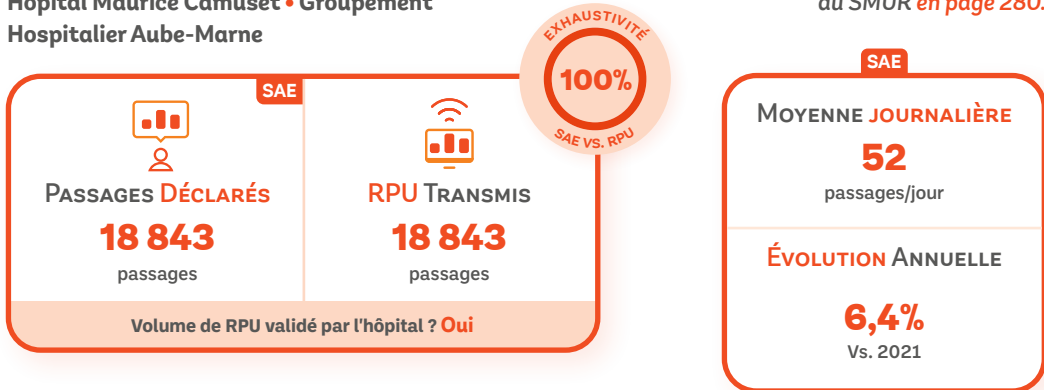 Hôpital Maurice Camuset • Groupement
Hospitalier Aube-Marne
du SMUR en page 280.
EXHAUSTIVITÉ
100%
SAE VS. RPU
SAE
PASSAGES DÉCLARÉS
18 843
passages
RPU TRANSMIS
18 843
passages
Volume de RPU validé par l'hôpital ? Oui
SAE
MOYENNE JOURNALIÈRE
52
passages/jour
ÉVOLUTION ANNUELLE
6,4%
Vs. 2021